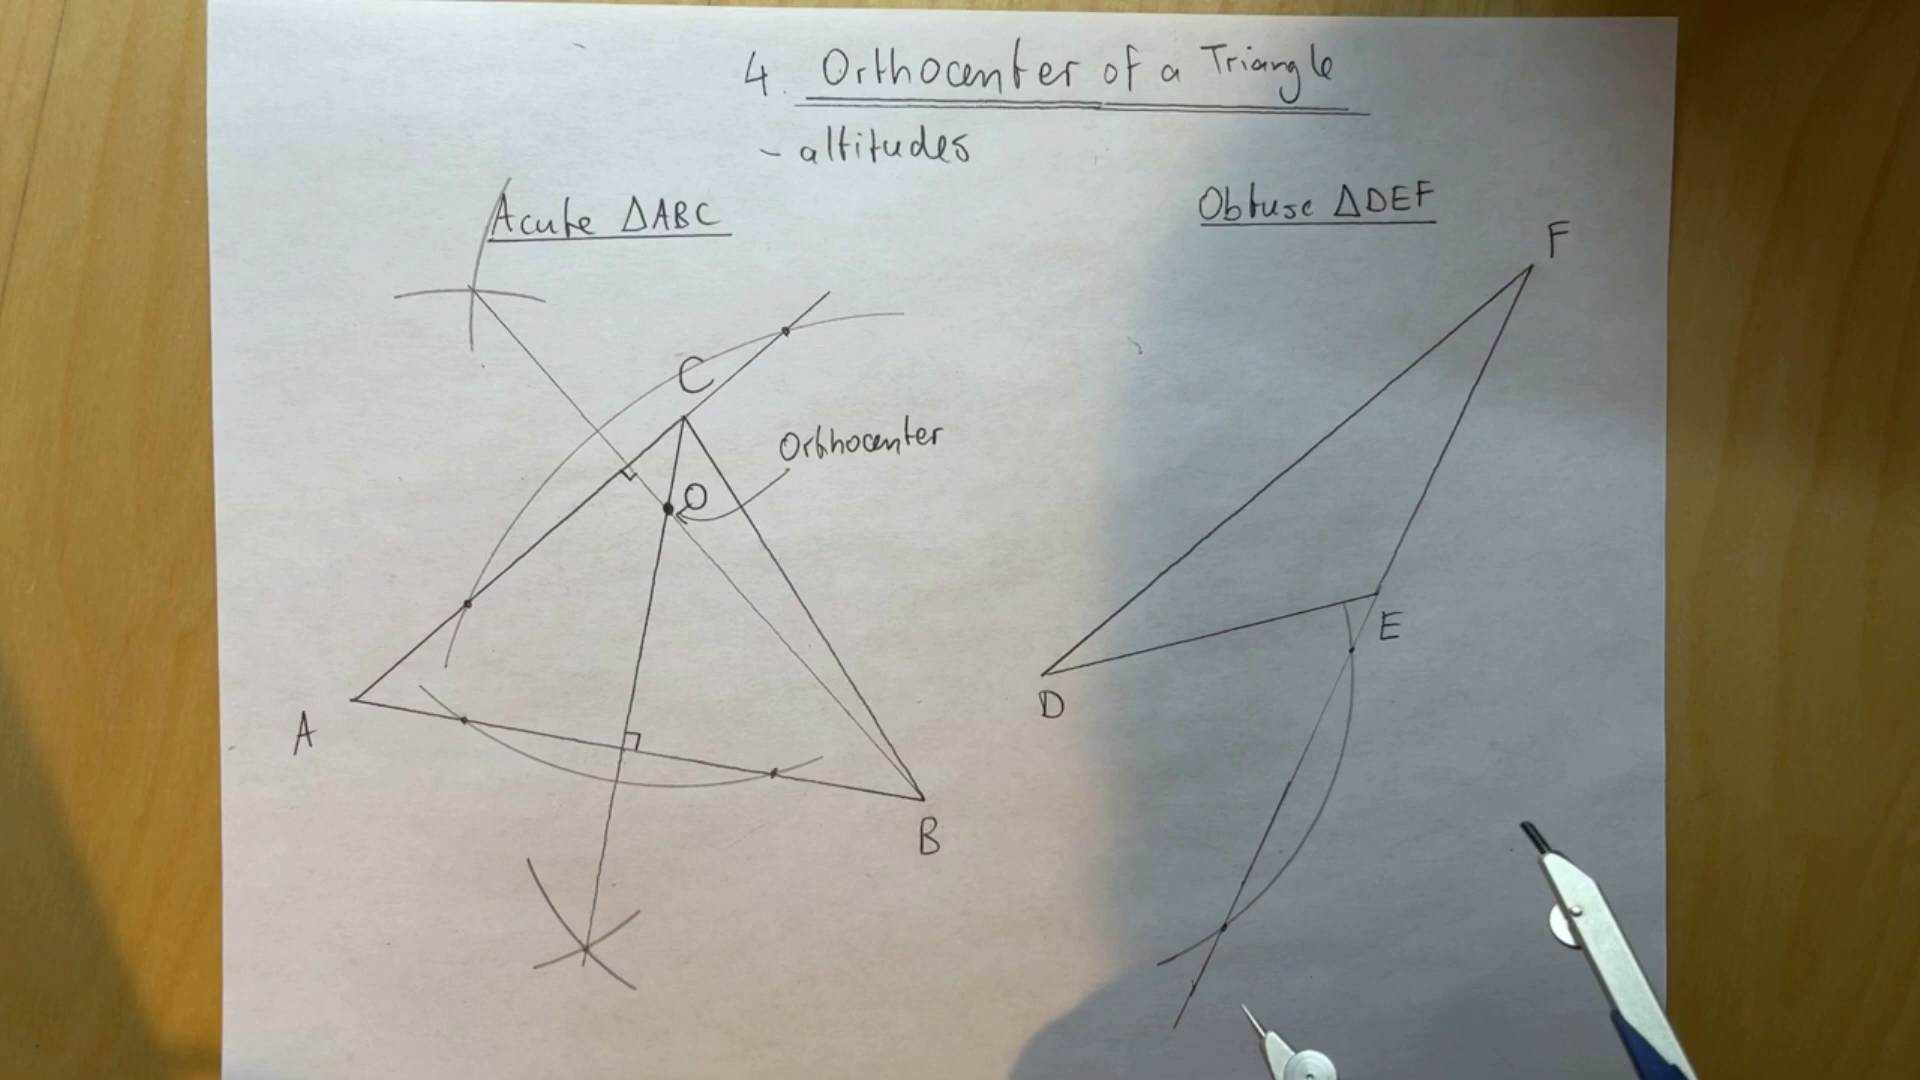 4. Orthocenter of a Triangle
- altitudes
Acute △ABC
Obtuse △DEF
F
C
Orthocenter
O
E
D
A
B